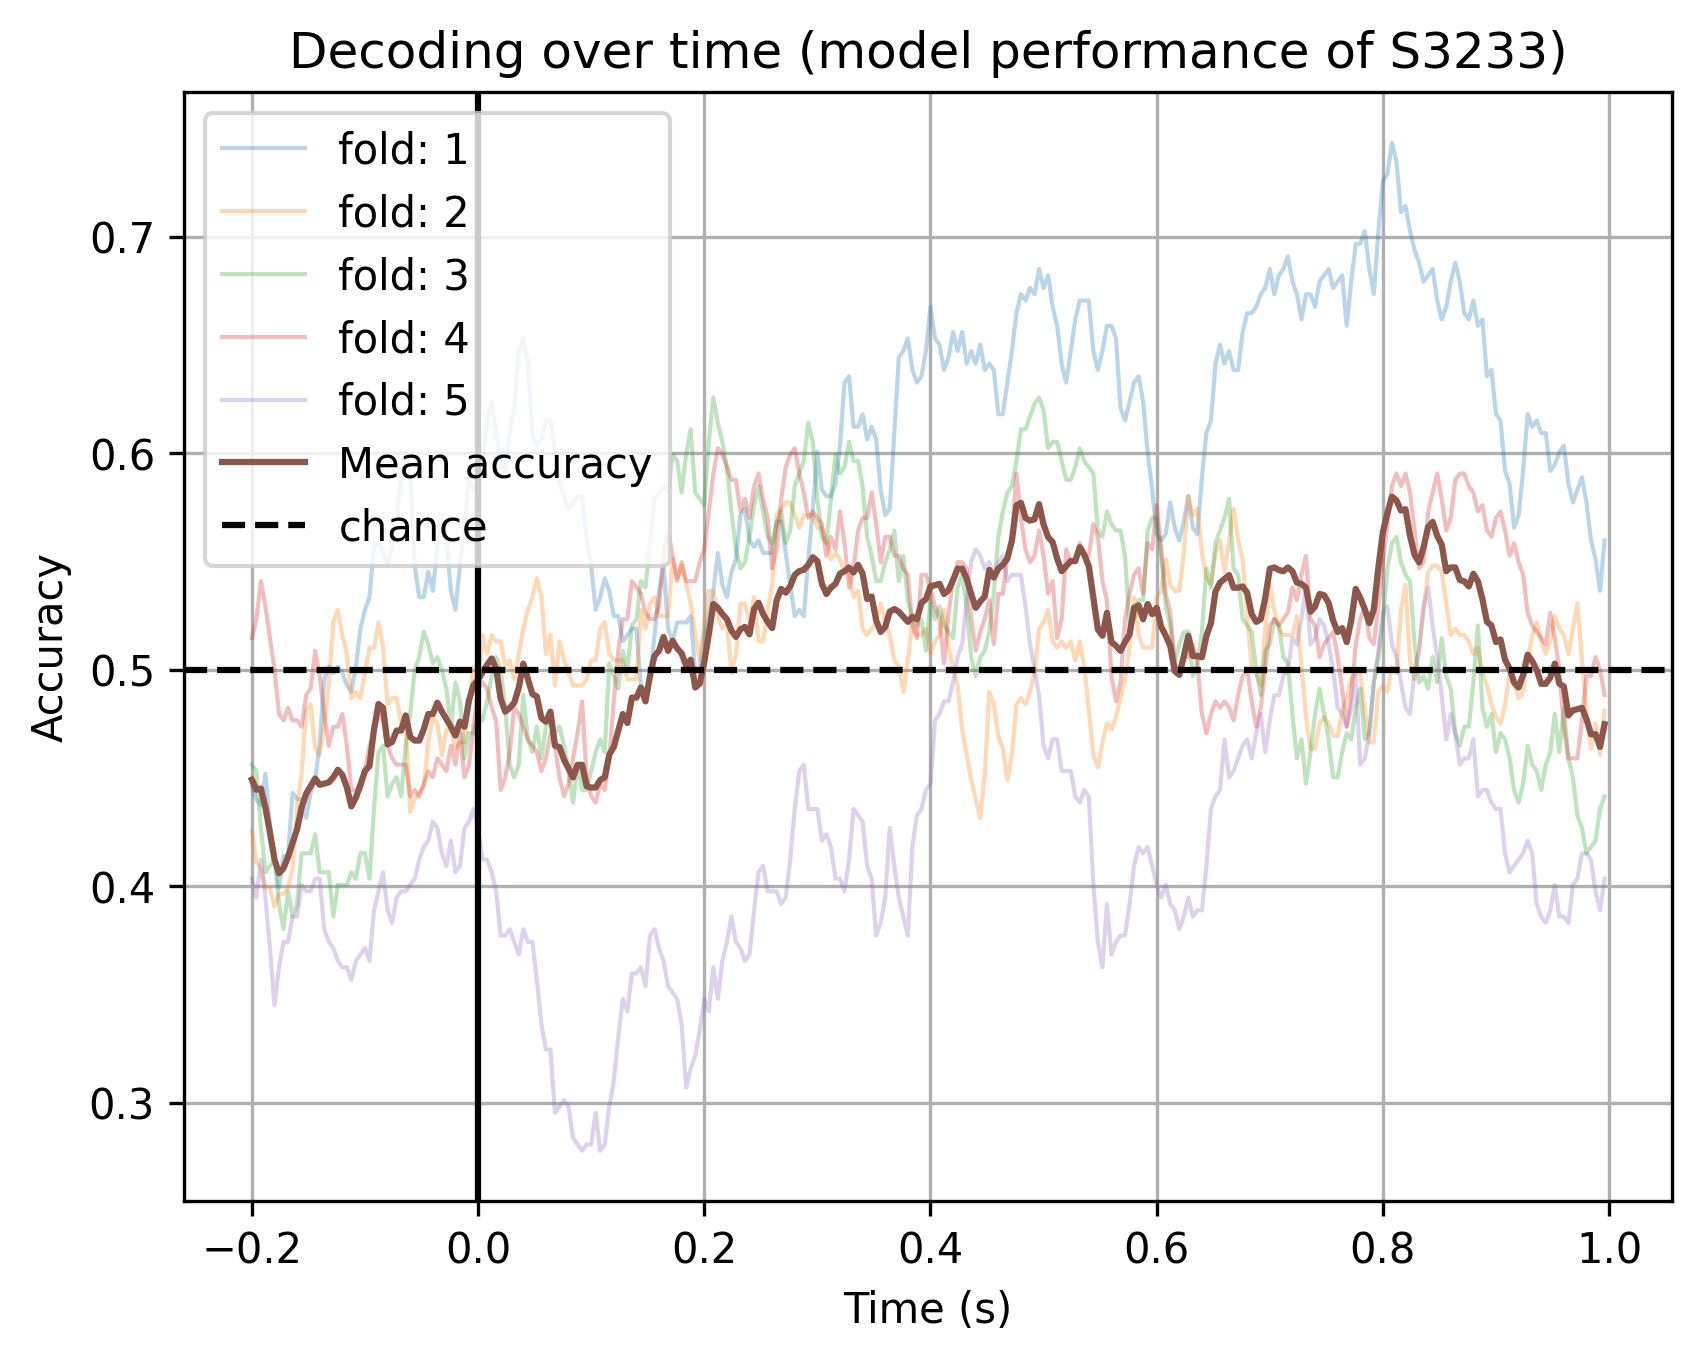 Decoding over time (model performance of S3233)
fold: 1
fold: 2
fold: 3
fold: 4
fold: 5
Mean accuracy
chance
Accuracy
0.7
0.6
0.5
0.4
0.3
−0.2 0.0 0.2 0.4 0.6 0.8 1.0
Time (s)